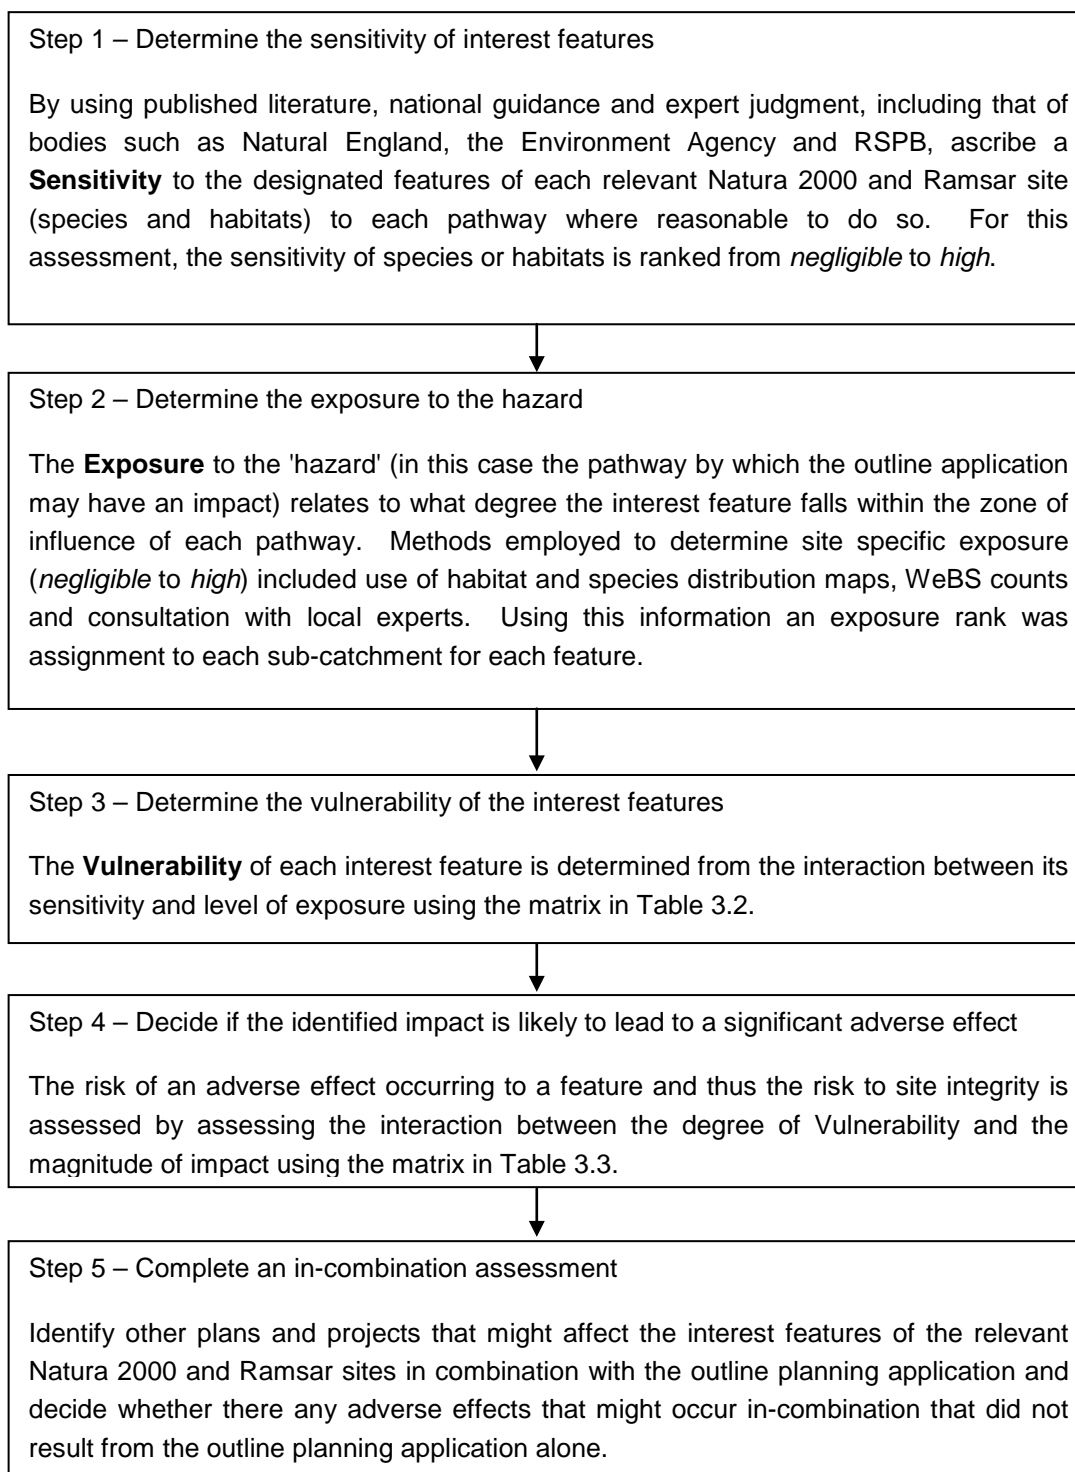 Step 1 – Determine the sensitivity of interest features
By using published literature, national guidance and expert judgment, including that of
bodies such as Natural England, the Environment Agency and RSPB, ascribe a
Sensitivity to the designated features of each relevant Natura 2000 and Ramsar site
(species and habitats) to each pathway where reasonable to do so. For this
assessment, the sensitivity of species or habitats is ranked from negligible to high.
Step 2 – Determine the exposure to the hazard
The Exposure to the 'hazard' (in this case the pathway by which the outline application
may have an impact) relates to what degree the interest feature falls within the zone of
influence of each pathway. Methods employed to determine site specific exposure
(negligible to high) included use of habitat and species distribution maps, WeBS counts
and consultation with local experts. Using this information an exposure rank was
assignment to each sub-catchment for each feature.
Step 3 – Determine the vulnerability of the interest features
The Vulnerability of each interest feature is determined from the interaction between its
sensitivity and level of exposure using the matrix in Table 3.2.
Step 4 – Decide if the identified impact is likely to lead to a significant adverse effect
The risk of an adverse effect occurring to a feature and thus the risk to site integrity is
assessed by assessing the interaction between the degree of Vulnerability and the
magnitude of impact using the matrix in Table 3.3.
Step 5 – Complete an in-combination assessment
Identify other plans and projects that might affect the interest features of the relevant
Natura 2000 and Ramsar sites in combination with the outline planning application and
decide whether there any adverse effects that might occur in-combination that did not
result from the outline planning application alone.